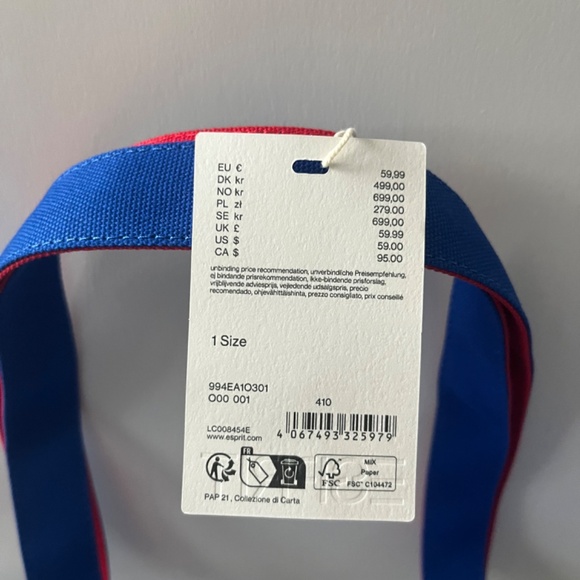 EU € 59,99
DK kr 499,00
NO kr 699,00
PL zł 279.00
SE kr 699,00
UK £ 59.99
US $ 59.00
CA $ 95.00
unbinding price recommendation, unverbindliche Preisempfehlung,
ej bindande prisrekommendation, ikke-bindende prisforslag,
vrijblijvende adviesprijs, vejledende udsalgspris, precio
recomendado, ohjevähittäishinta, prezzo consigliato, prix conseillé
1 Size
994EA1O301
O00 001 410
LC008454E
www.esprit.com
4 067493 325979
FR
FSC
MIX
Paper
FSC® C104472
PAP 21, Collezione di Carta